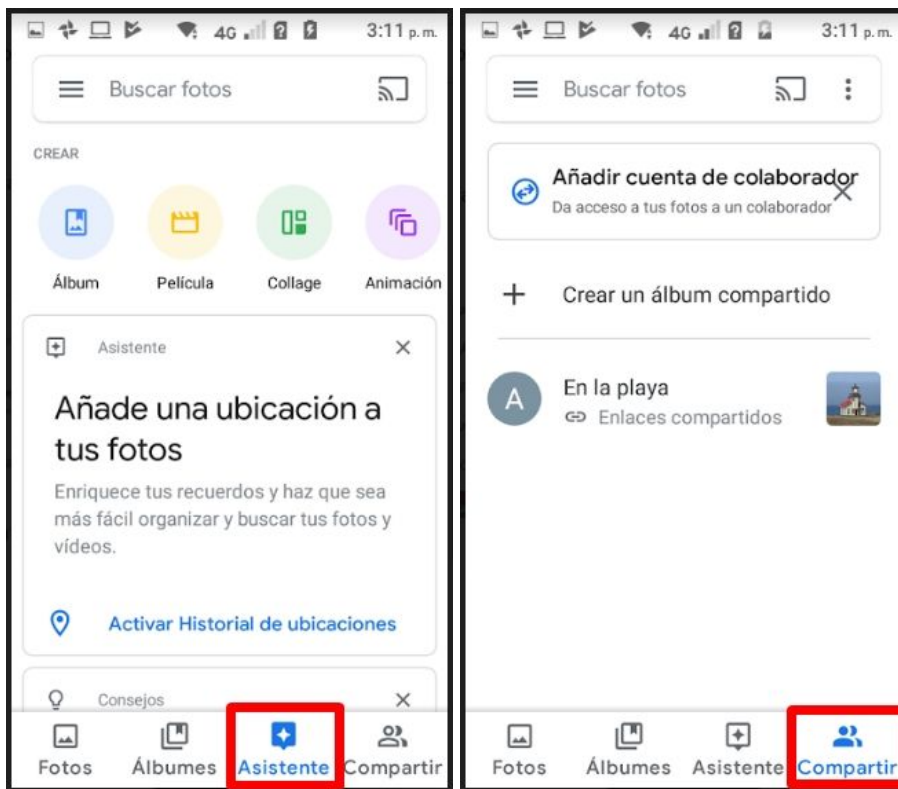 4G
3:11 p. m.
Buscar fotos
CREAR
Álbum
Película
Collage
Animación
Asistente
Añade una ubicación a
tus fotos
Enriquece tus recuerdos y haz que sea
más fácil organizar y buscar tus fotos y
vídeos.
Activar Historial de ubicaciones
Consejos
Fotos
Álbumes
Asistente
Compartir
4G
3:11 p. m.
Buscar fotos
Añadir cuenta de colaborador
Da acceso a tus fotos a un colaborador
Crear un álbum compartido
A
En la playa
Enlaces compartidos
Fotos
Álbumes
Asistente
Compartir